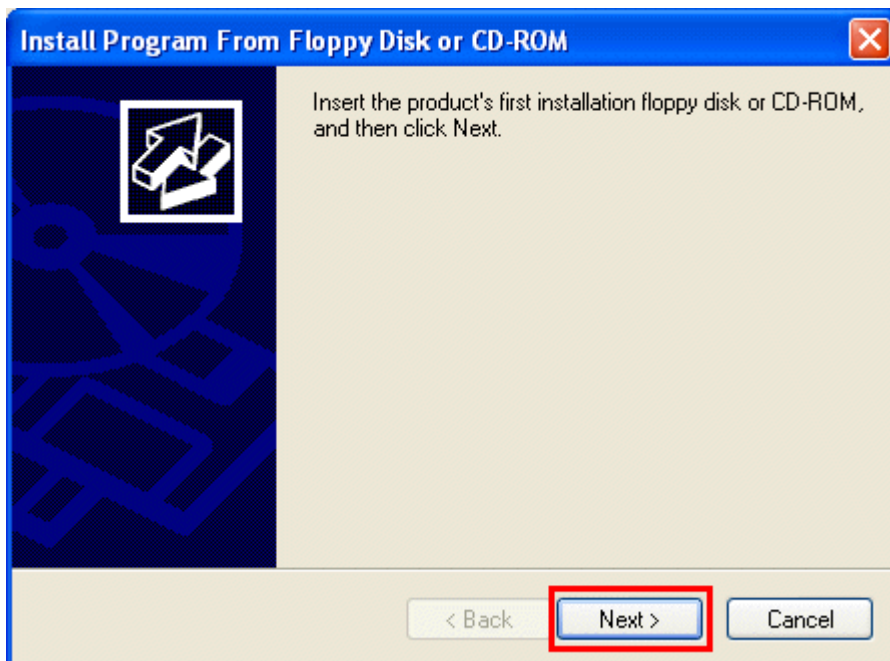 Install Program From Floppy Disk or CD-ROM
Insert the product's first installation floppy disk or CD-ROM,
and then click Next.
< Back
Next >
Cancel